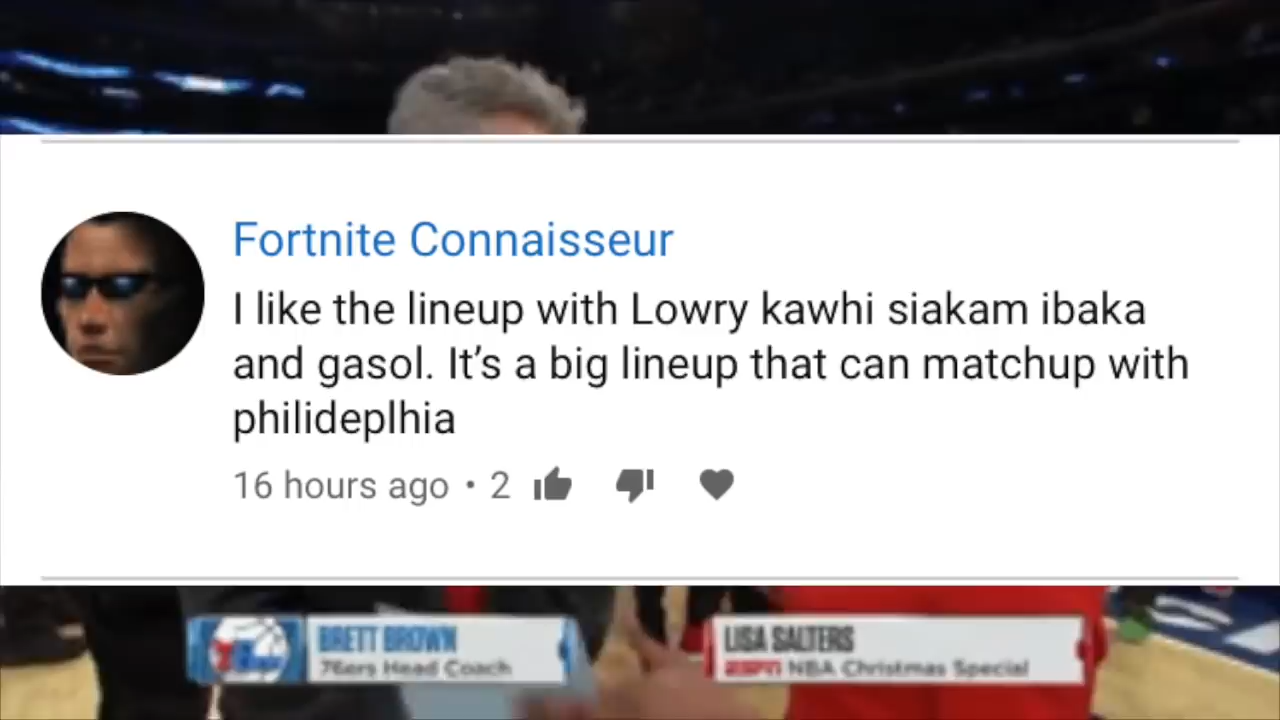 Fortnite Connaisseur
I like the lineup with Lowry kawhi siakam ibaka
and gasol. It’s a big lineup that can matchup with
philideplhia
16 hours ago • 2
BRETT BROWN
76ers Head Coach
LISA SALTERS
ESPN NBA Christmas Special